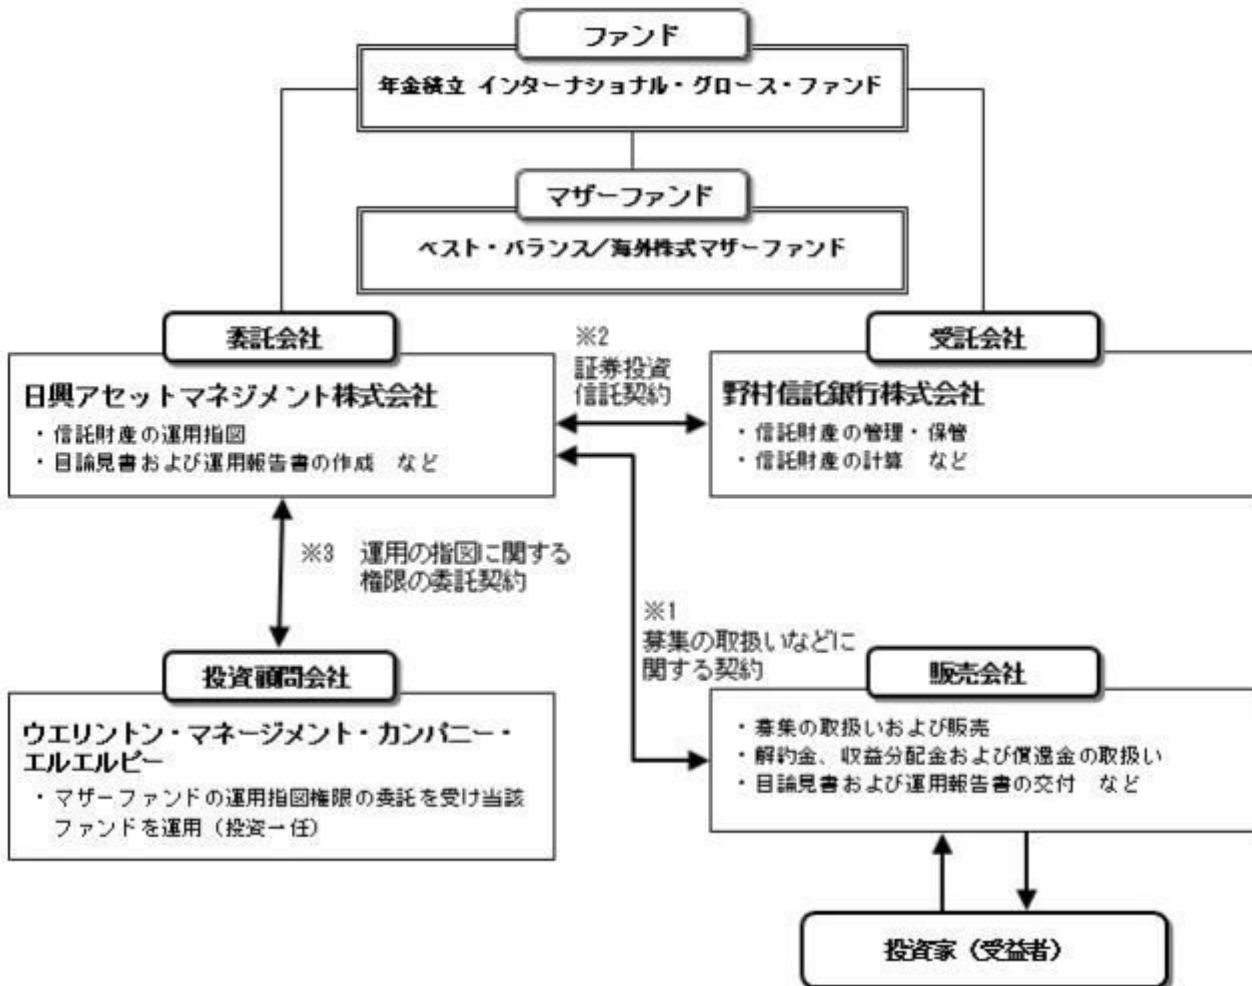 ファンド
年金積立 インターナショナル・グロース・ファンド
マザーファンド
ベスト・バランス／海外株式マザーファンド
委託会社
日興アセットマネジメント株式会社
・信託財産の運用指図
・目論見書および運用報告書の作成 など
※2
証券投資
信託契約
受託会社
野村信託銀行株式会社
・信託財産の管理・保管
・信託財産の計算 など
※3 運用の指図に関する
権限の委託契約
※1
募集の取扱いなどに
関する契約
投資顧問会社
ウエリントン・マネージメント・カンパニー・
エルエルピー
・マザーファンドの運用指図権限の委託を受け当該
ファンドを運用（投資一任）
販売会社
・募集の取扱いおよび販売
・解約金、収益分配金および償還金の取扱い
・目論見書および運用報告書の交付 など
投資家（受益者）